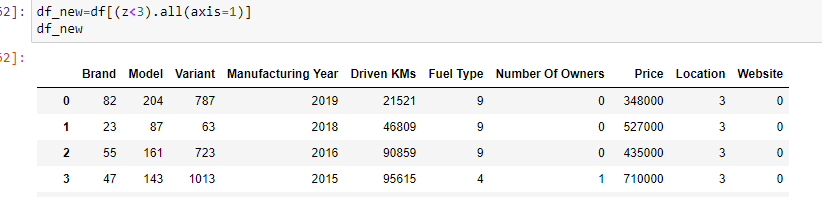 52]: df_new=df[(z<3).all(axis=1)]
df_new
52]:
Brand Model Variant Manufacturing Year Driven KMs Fuel Type Number Of Owners Price Location Website
0 82 204 787 2019 21521 9 0 348000 3 0
1 23 87 63 2018 46809 9 0 527000 3 0
2 55 161 723 2016 90859 9 0 435000 3 0
3 47 143 1013 2015 95615 4 1 710000 3 0